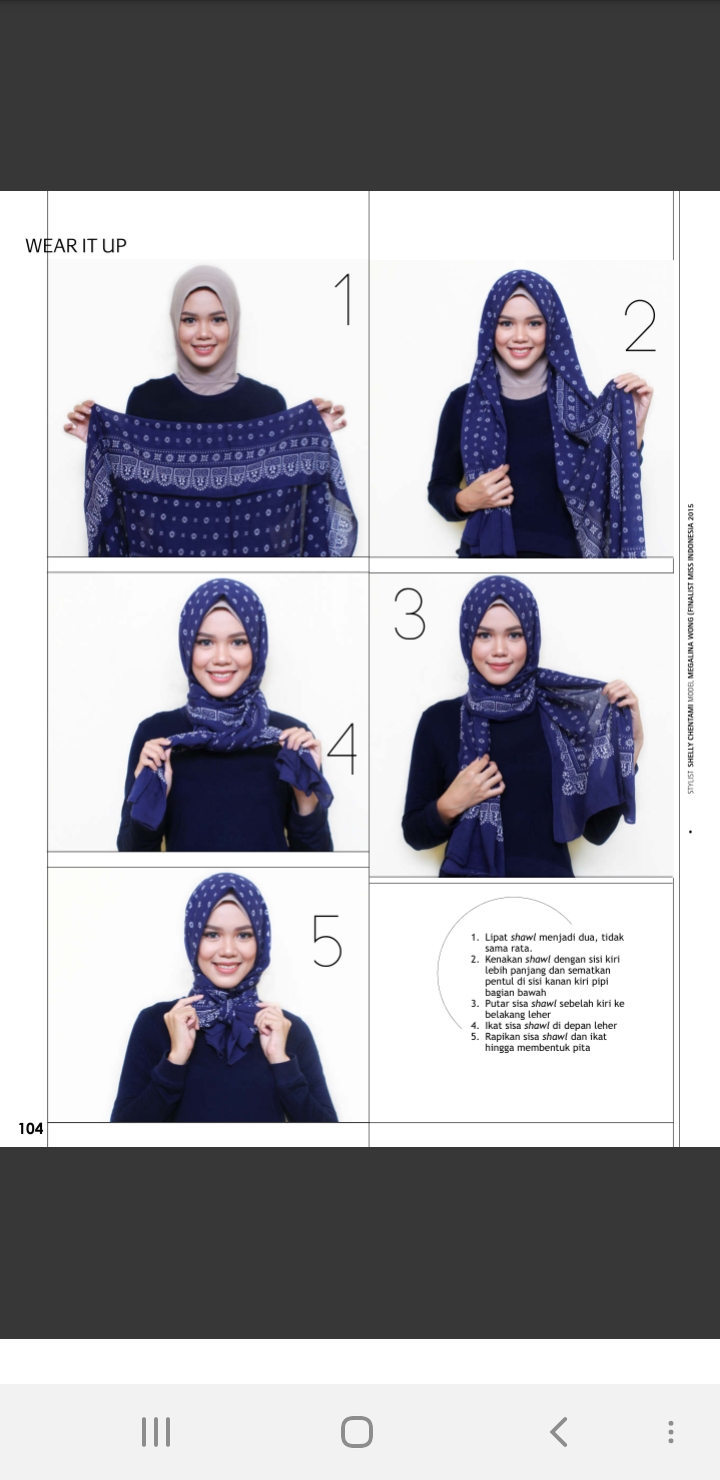 WEAR IT UP
1
2
3
4
5
1. Lipat shawl menjadi dua, tidak
sama rata.
2. Kenakan shawl dengan sisi kiri
lebih panjang dan sematkan
pentul di sisi kanan kiri pipi
bagian bawah
3. Putar sisa shawl sebelah kiri ke
belakang leher
4. Ikat sisa shawl di depan leher
5. Rapikan sisa shawl dan ikat
hingga membentuk pita
STYLIST SHELLY CHENTAMI MODEL MEGALINA WONG (FINALIST MISS INDONESIA 2015
104